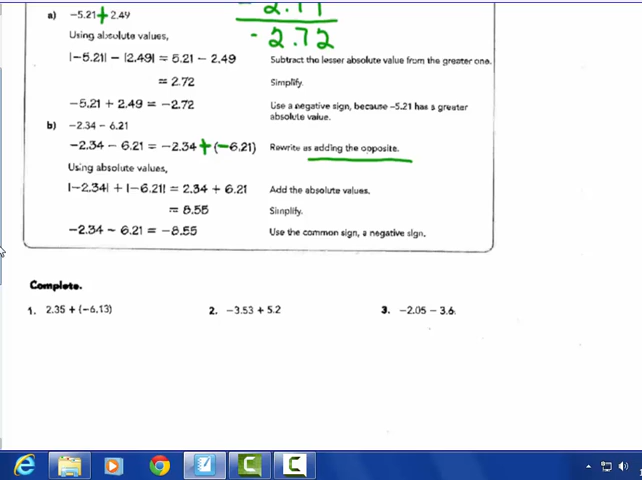 a) -5.21 + 2.49
- 2.72
Using absolute values,
|-5.21| - |2.49| = 5.21 - 2.49 Subtract the lesser absolute value from the greater one.
= 2.72 Simplify.
-5.21 + 2.49 = -2.72 Use a negative sign, because -5.21 has a greater
absolute value.
b) -2.34 - 6.21
-2.34 - 6.21 = -2.34 + (-6.21) Rewrite as adding the opposite.
Using absolute values,
|-2.34| + |-6.21| = 2.34 + 6.21 Add the absolute values.
= 8.55 Simplify.
-2.34 - 6.21 = -8.55 Use the common sign, a negative sign.
Complete.
1. 2.35 + (-6.13) 2. -3.53 + 5.2 3. -2.05 - 3.6